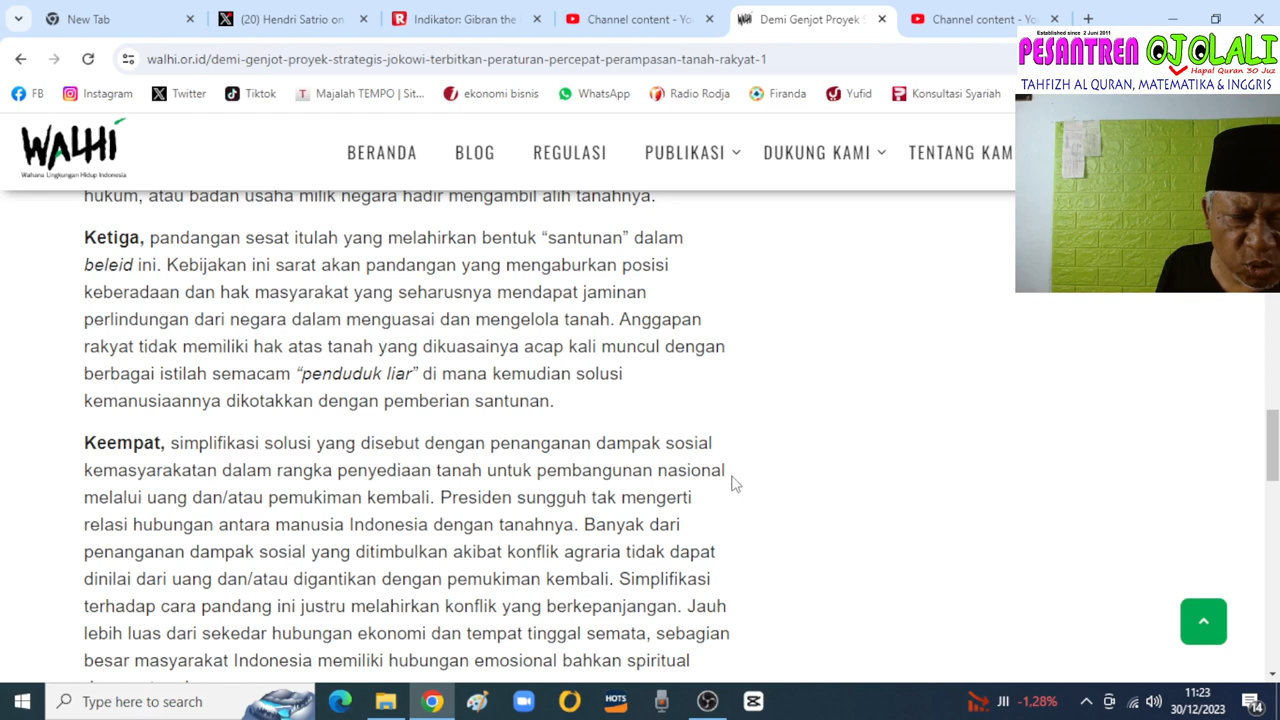 (20) Hendri Satrio on
Indikator: Gibran the
Channel content - Yo
Demi Genjot Proyek S
Channel content - Yo
walhi.or.id/demi-genjot-proyek-strategis-jokowi-terbitkan-peraturan-percepat-perampasan-tanah-rakyat-1
FB
Instagram
Twitter
Tiktok
Majalah TEMPO | Sit...
ekonomi bisnis
WhatsApp
Radio Rodja
Firanda
Yufid
Konsultasi Syariah
Established since 2 Juni 2011
PESANTREN OJOLALI
Hapal Quran 30 Juz
TAHFIZH AL QURAN, MATEMATIKA & INGGRIS
WALHI
Wahana Lingkungan Hidup Indonesia
BERANDA
BLOG
REGULASI
PUBLIKASI
DUKUNG KAMI
TENTANG KAM
hukum, atau badan usaha milik negara hadir mengambil alih tanahnya.
Ketiga, pandangan sesat itulah yang melahirkan bentuk “santunan” dalam
beleid ini. Kebijakan ini sarat akan pandangan yang mengaburkan posisi
keberadaan dan hak masyarakat yang seharusnya mendapat jaminan
perlindungan dari negara dalam menguasai dan mengelola tanah. Anggapan
rakyat tidak memiliki hak atas tanah yang dikuasainya acap kali muncul dengan
berbagai istilah semacam “penduduk liar” di mana kemudian solusi
kemanusiaannya dikotakkan dengan pemberian santunan.
Keempat, simplifikasi solusi yang disebut dengan penanganan dampak sosial
kemasyarakatan dalam rangka penyediaan tanah untuk pembangunan nasional
melalui uang dan/atau pemukiman kembali. Presiden sungguh tak mengerti
relasi hubungan antara manusia Indonesia dengan tanahnya. Banyak dari
penanganan dampak sosial yang ditimbulkan akibat konflik agraria tidak dapat
dinilai dari uang dan/atau digantikan dengan pemukiman kembali. Simplifikasi
terhadap cara pandang ini justru melahirkan konflik yang berkepanjangan. Jauh
lebih luas dari sekedar hubungan ekonomi dan tempat tinggal semata, sebagian
besar masyarakat Indonesia memiliki hubungan emosional bahkan spiritual
Type here to search
HOTS
JII -1,28%
11:23
30/12/2023
14